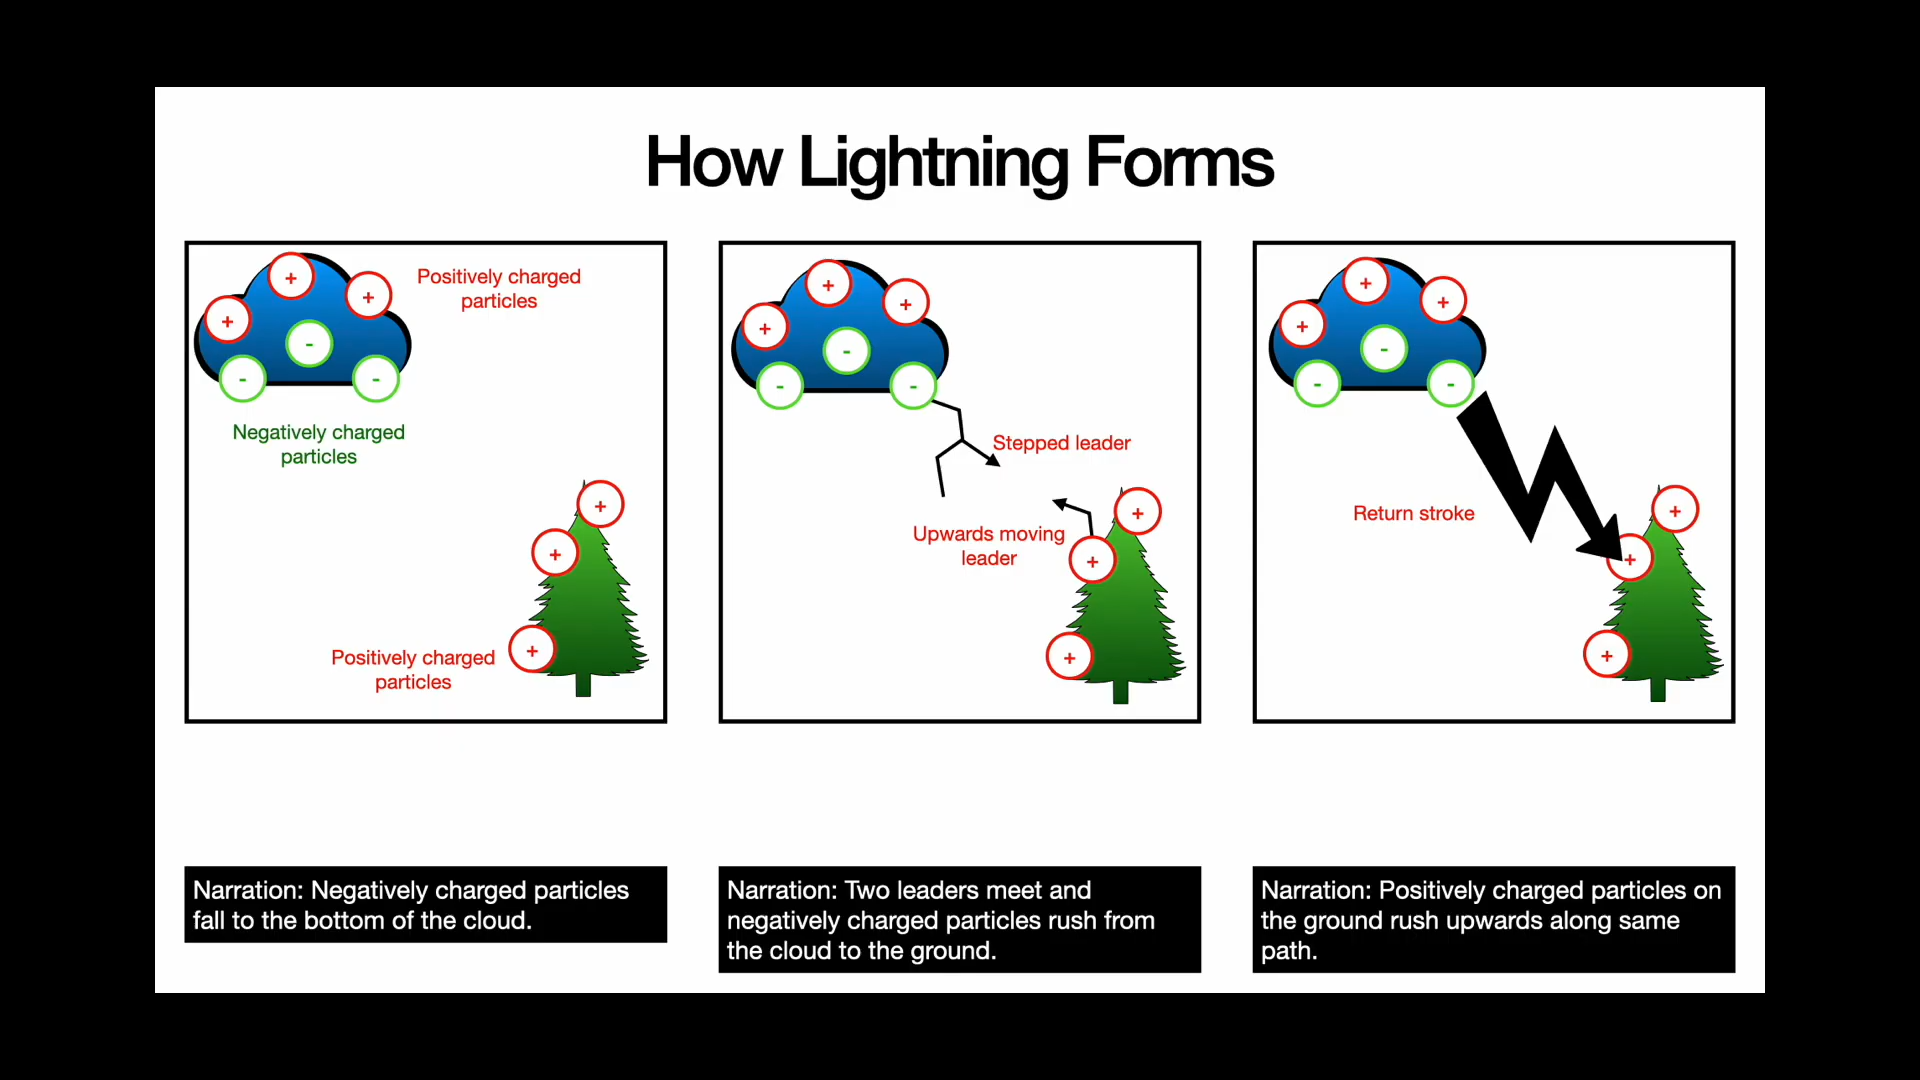 How Lightning Forms
+
+
+
-
-
-
Positively charged
particles
Negatively charged
particles
+
+
+
Positively charged
particles
+
+
+
-
-
-
Stepped leader
Upwards moving
leader
+
+
+
+
+
+
-
-
-
Return stroke
+
+
+
Narration: Negatively charged particles
fall to the bottom of the cloud.
Narration: Two leaders meet and
negatively charged particles rush from
the cloud to the ground.
Narration: Positively charged particles on
the ground rush upwards along same
path.